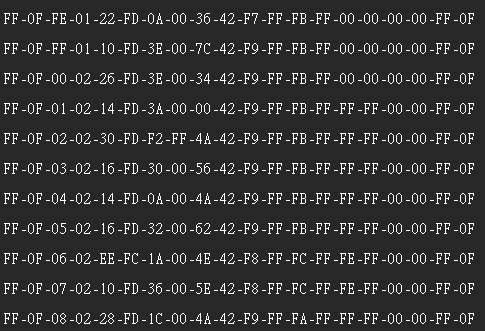 FF-0F-FE-01-22-FD-0A-00-36-42-F7-FF-FB-FF-00-00-00-00-FF-0F
FF-0F-FF-01-10-FD-3E-00-7C-42-F9-FF-FB-FF-00-00-00-00-FF-0F
FF-0F-00-02-26-FD-3E-00-34-42-F9-FF-FB-FF-00-00-00-00-FF-0F
FF-0F-01-02-14-FD-3A-00-00-42-F9-FF-FB-FF-FF-FF-00-00-FF-0F
FF-0F-02-02-30-FD-F2-FF-4A-42-F9-FF-FB-FF-FF-FF-00-00-FF-0F
FF-0F-03-02-16-FD-30-00-56-42-F9-FF-FB-FF-FF-FF-00-00-FF-0F
FF-0F-04-02-14-FD-0A-00-4A-42-F9-FF-FB-FF-FF-FF-00-00-FF-0F
FF-0F-05-02-16-FD-32-00-62-42-F9-FF-FB-FF-FF-FF-00-00-FF-0F
FF-0F-06-02-EE-FC-1A-00-4E-42-F8-FF-FC-FF-FE-FF-00-00-FF-0F
FF-0F-07-02-10-FD-36-00-5E-42-F8-FF-FC-FF-FE-FF-00-00-FF-0F
FF-0F-08-02-28-FD-1C-00-4A-42-F9-FF-FA-FF-FF-FF-00-00-FF-0F